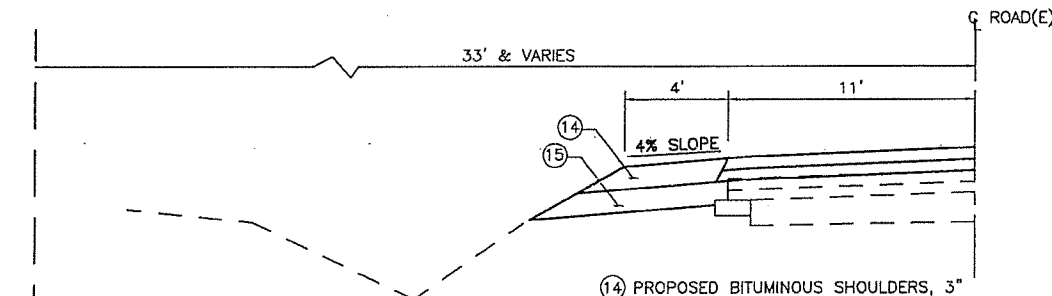 ℄ ROAD(E)
33' & VARIES
4'
11'
14
4% SLOPE
15
14 PROPOSED BITUMINOUS SHOULDERS, 3"